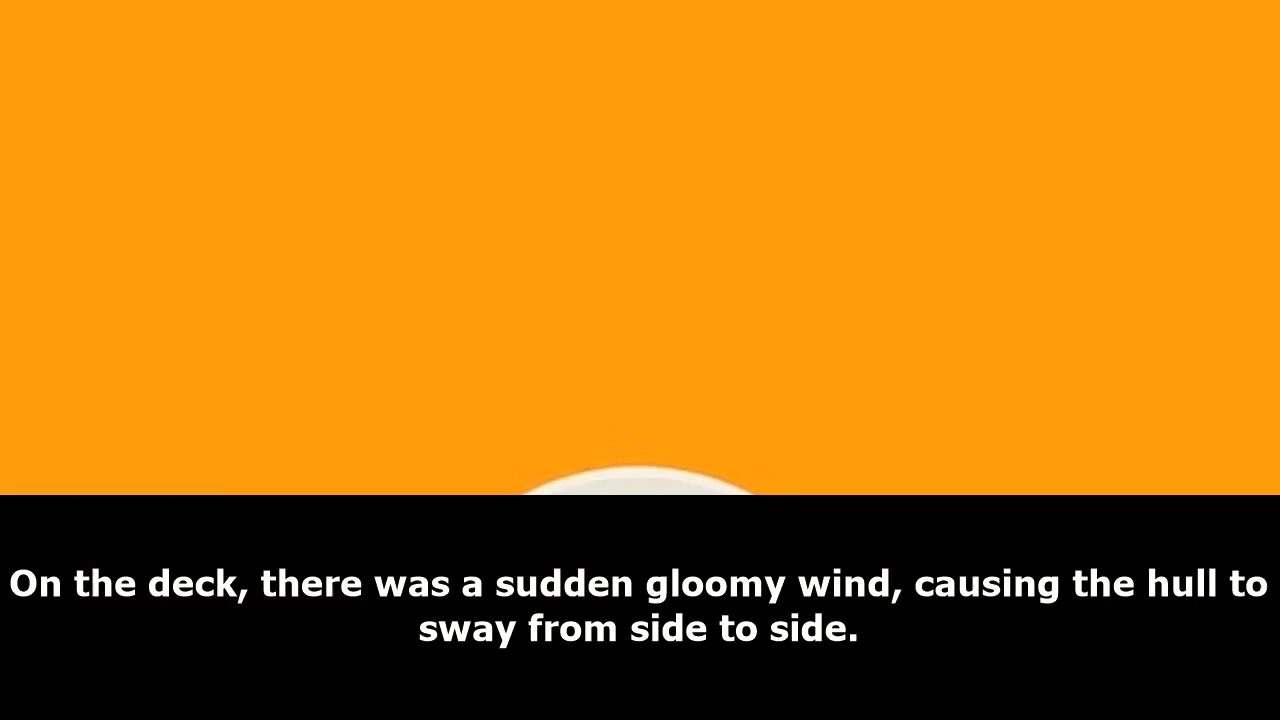 On the deck, there was a sudden gloomy wind, causing the hull to
sway from side to side.